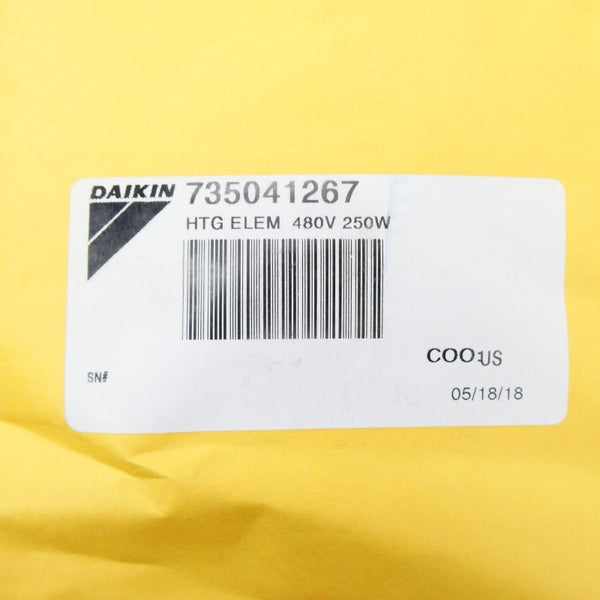 DAIKIN 735041267
HTG ELEM 480V 250W
COO:US
SN#
05/18/18